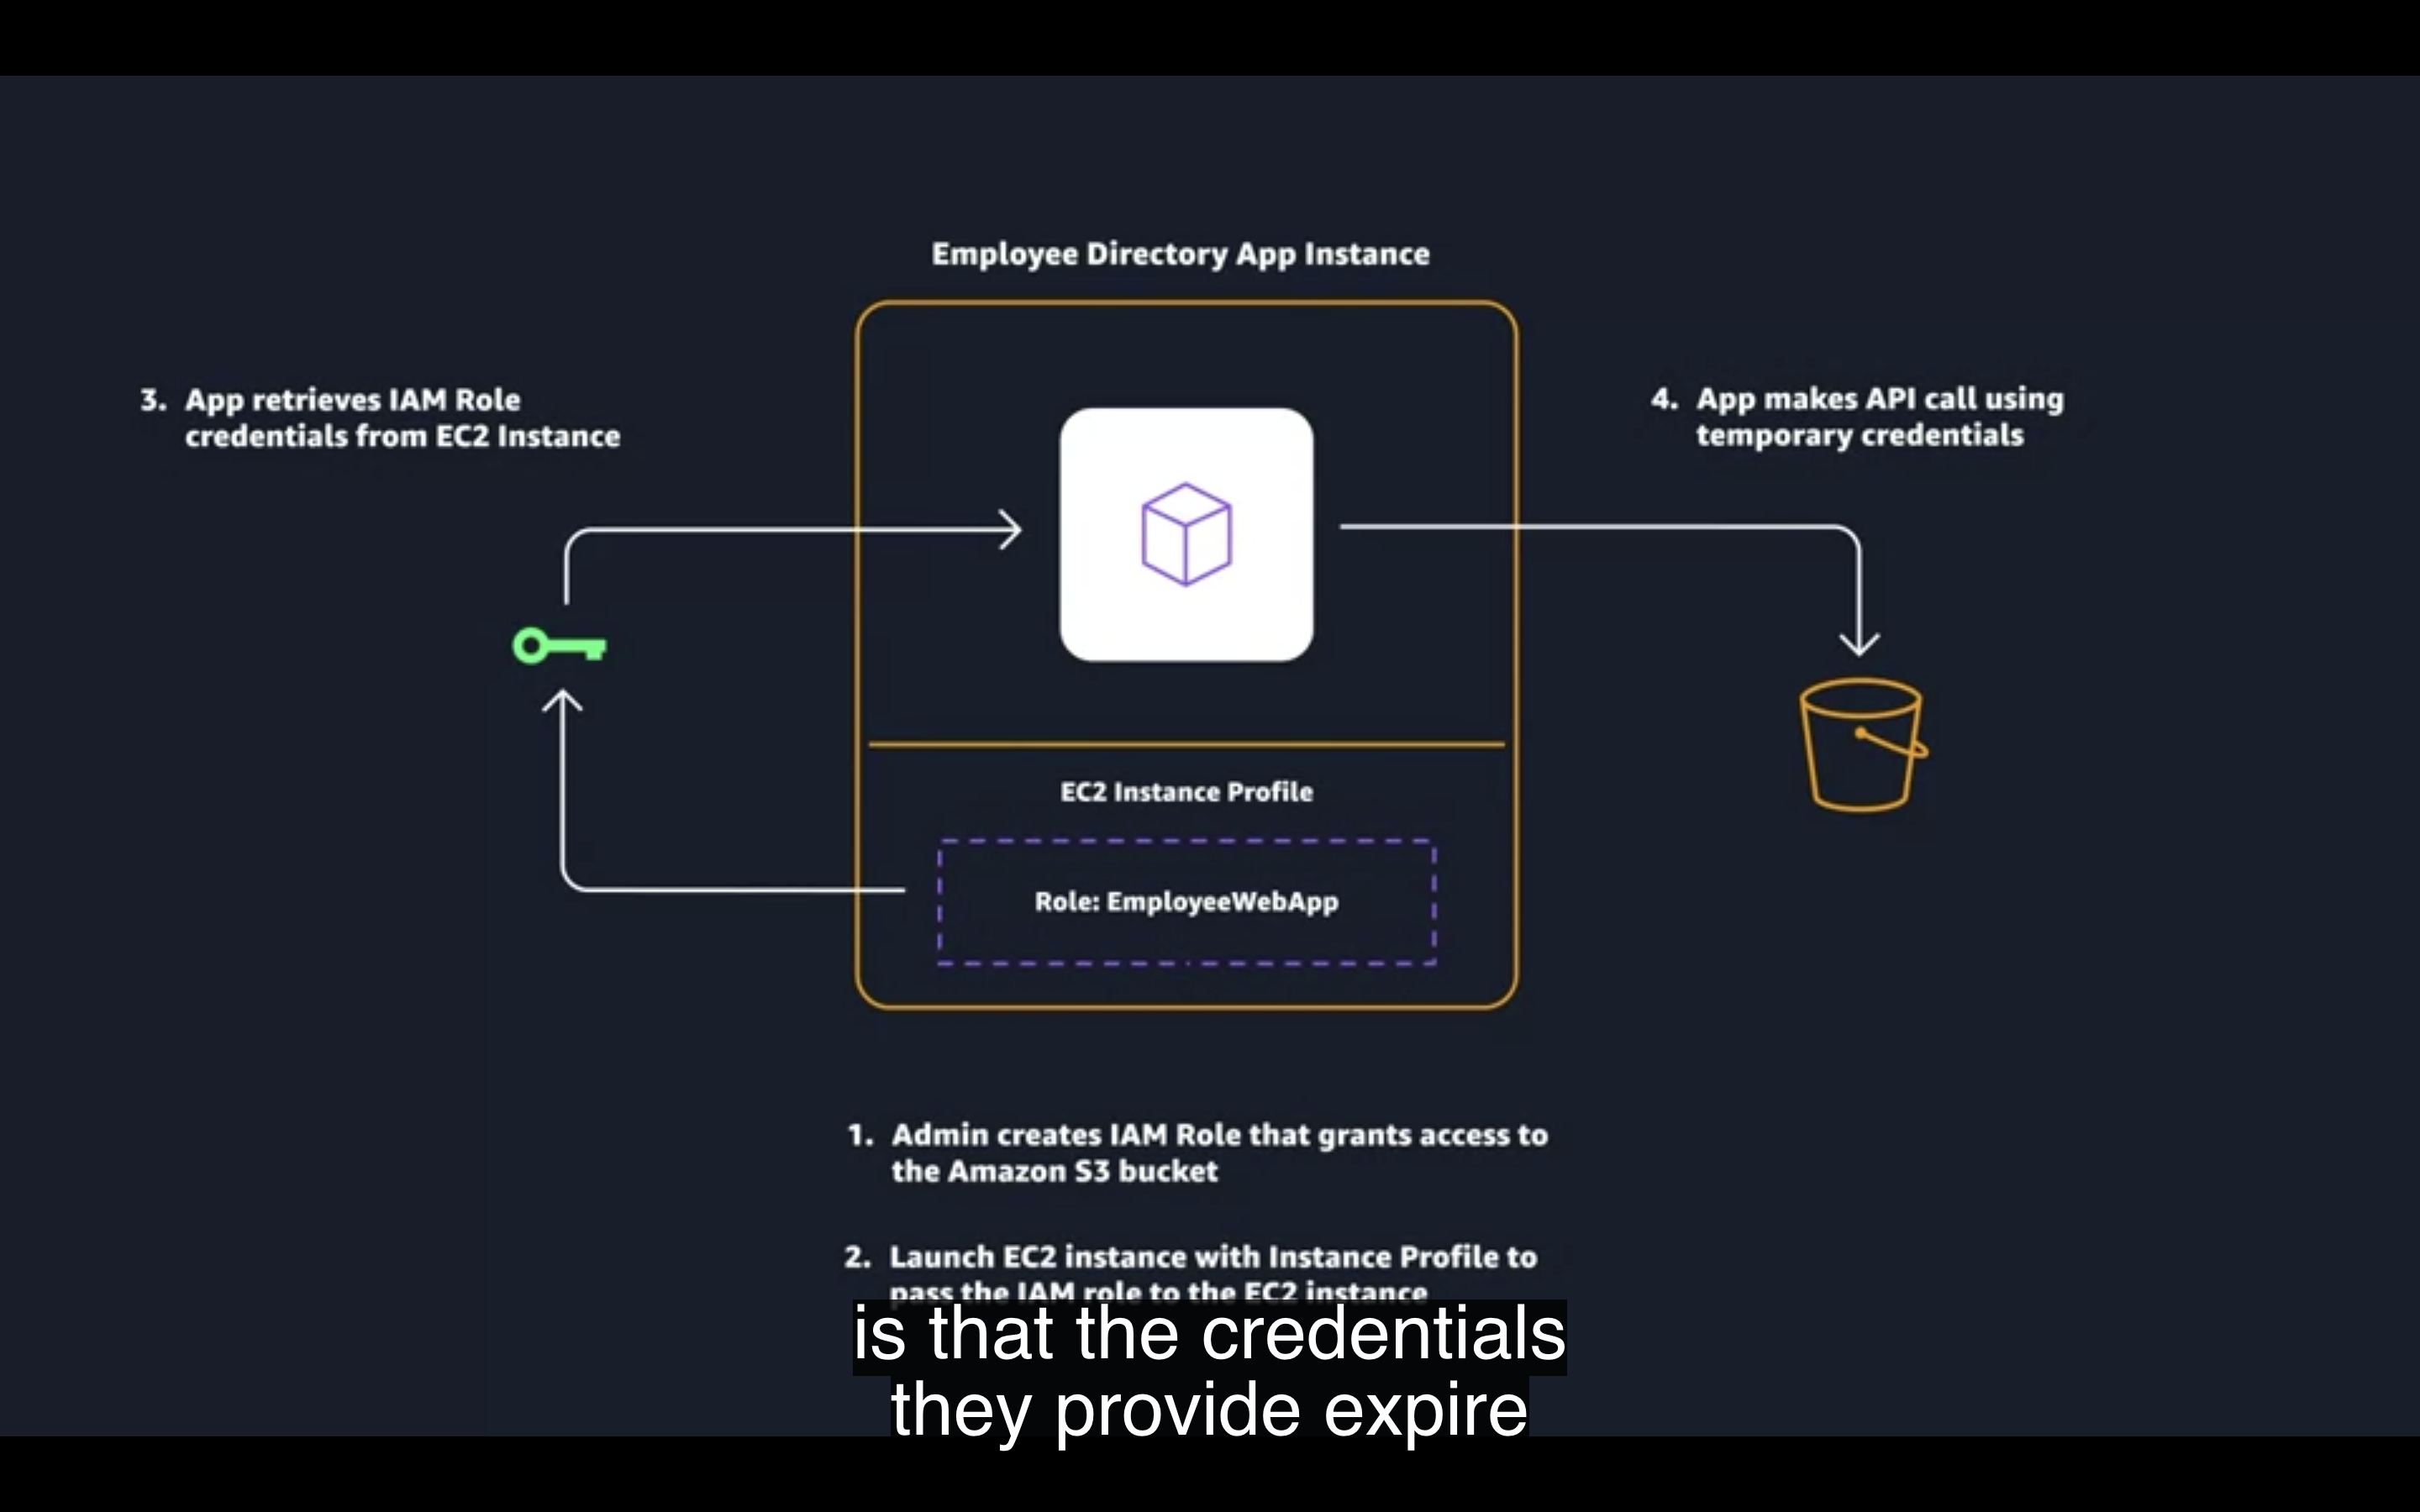 Employee Directory App Instance
3. App retrieves IAM Role
credentials from EC2 Instance
4. App makes API call using
temporary credentials
EC2 Instance Profile
Role: EmployeeWebApp
1. Admin creates IAM Role that grants access to
the Amazon S3 bucket
2. Launch EC2 instance with Instance Profile to
pass the IAM role to the EC2 instance
is that the credentials
they provide expire